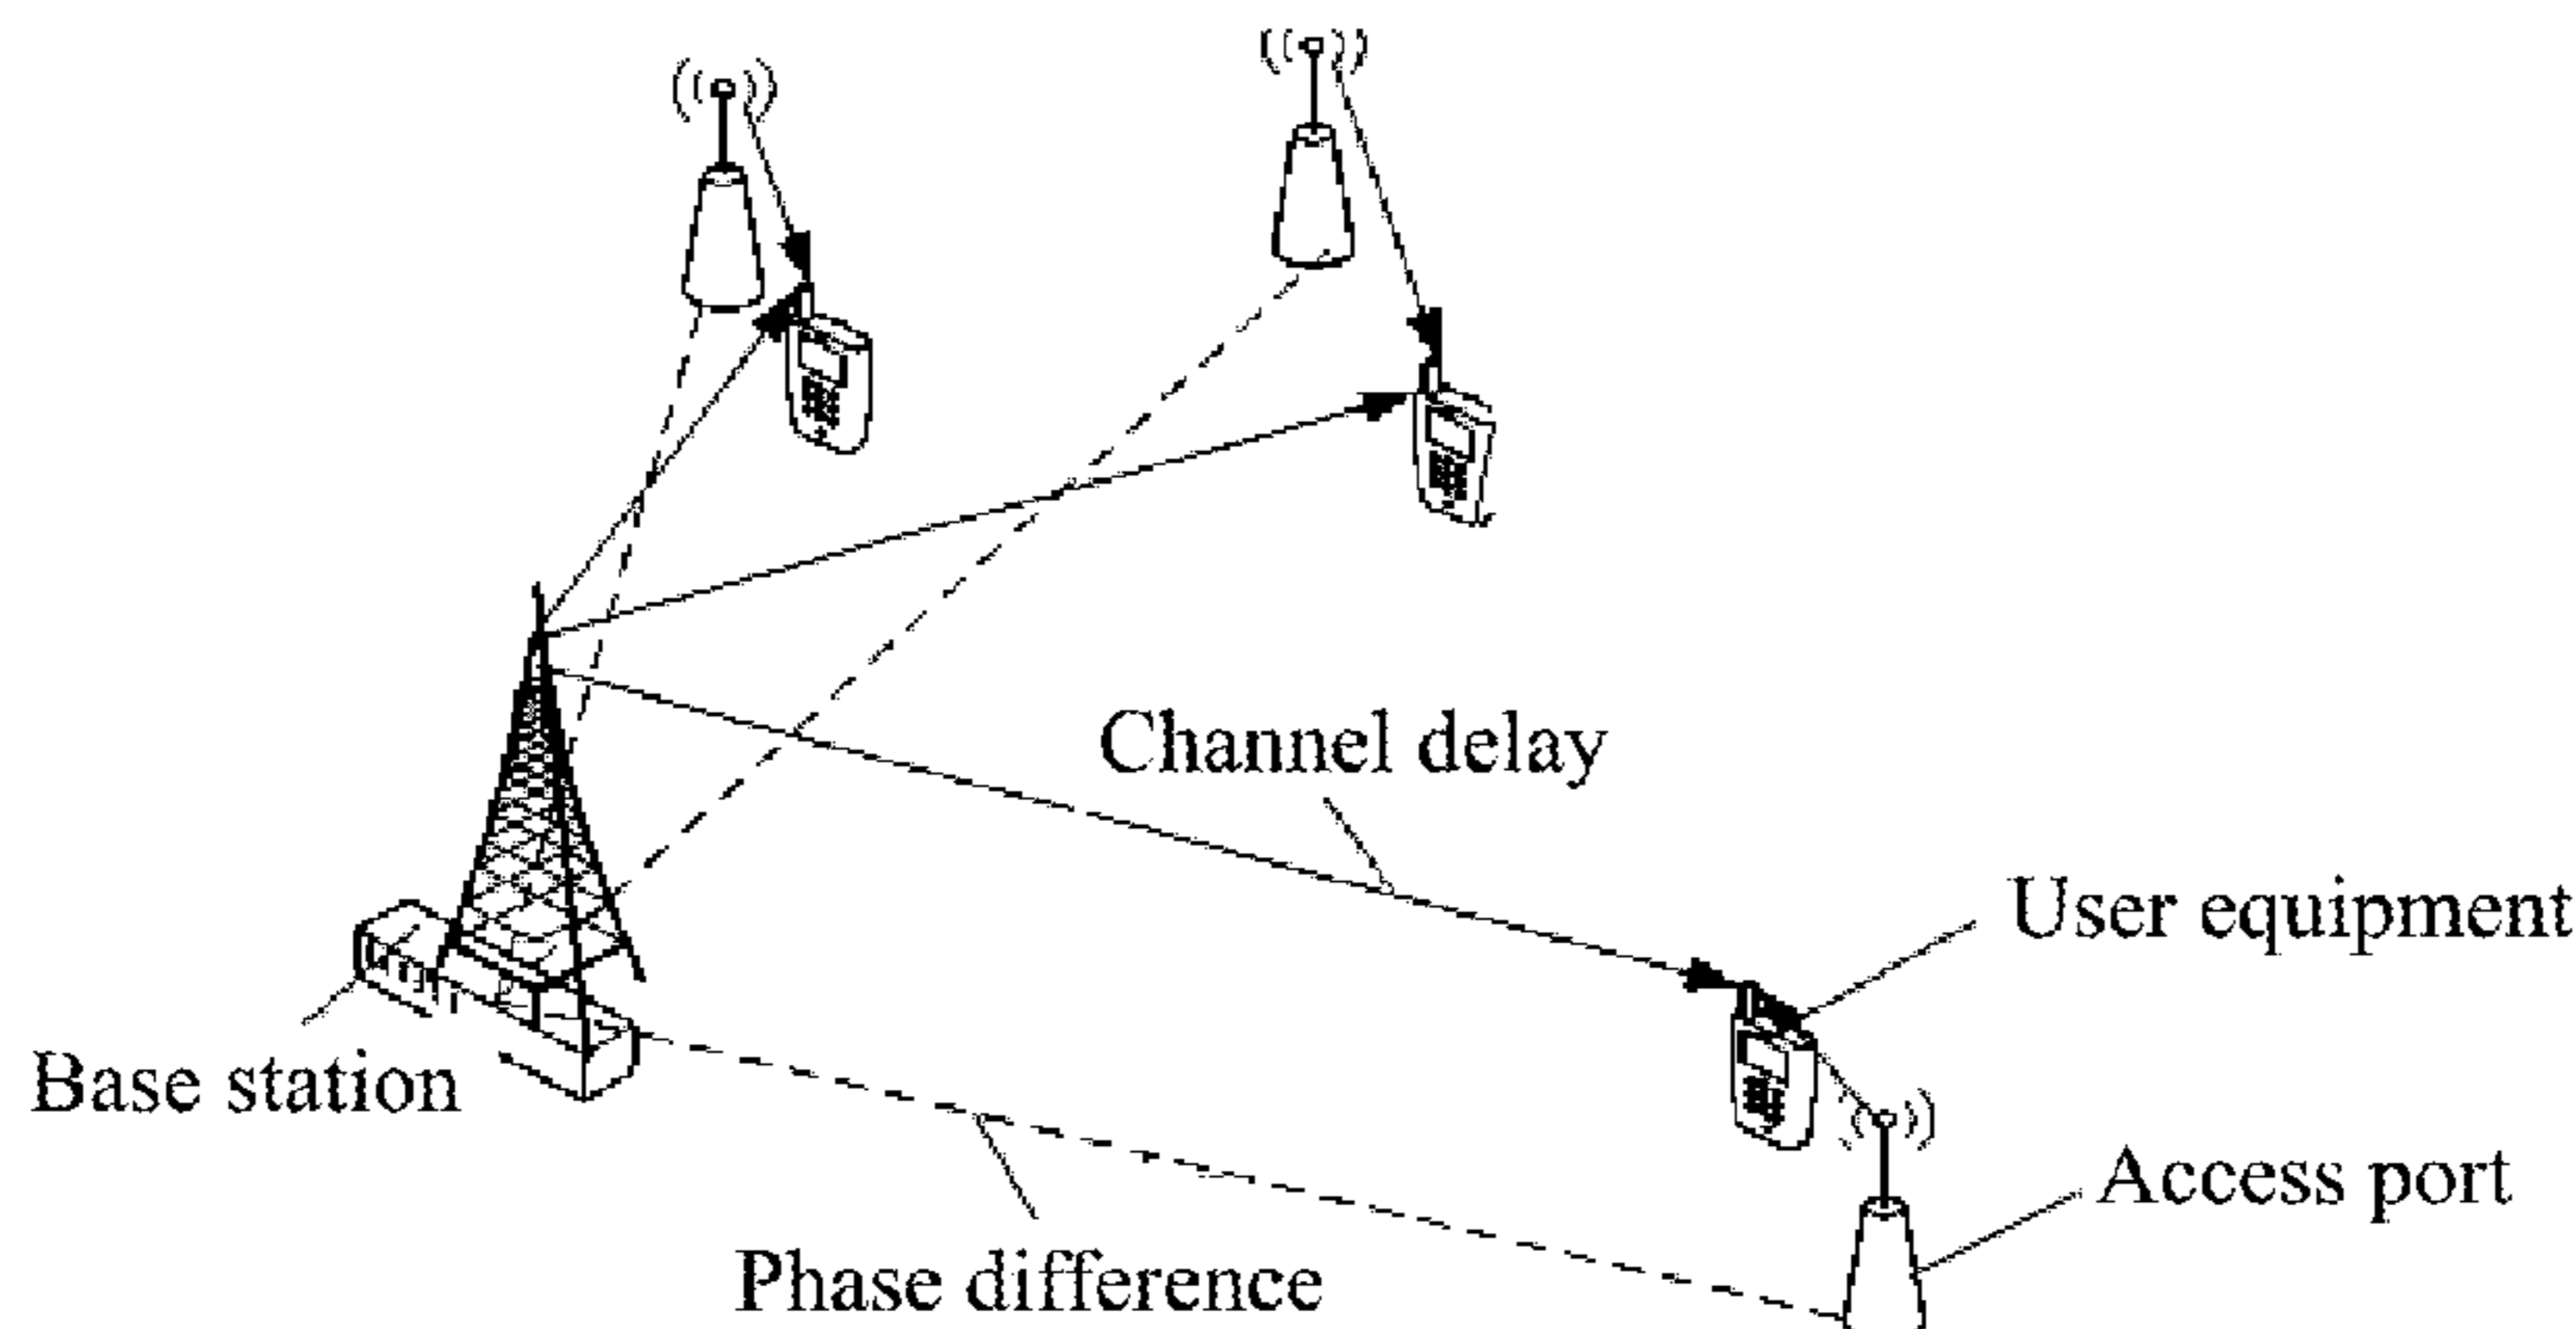 Channel delay
User equipment
Base station
Access port
Phase difference